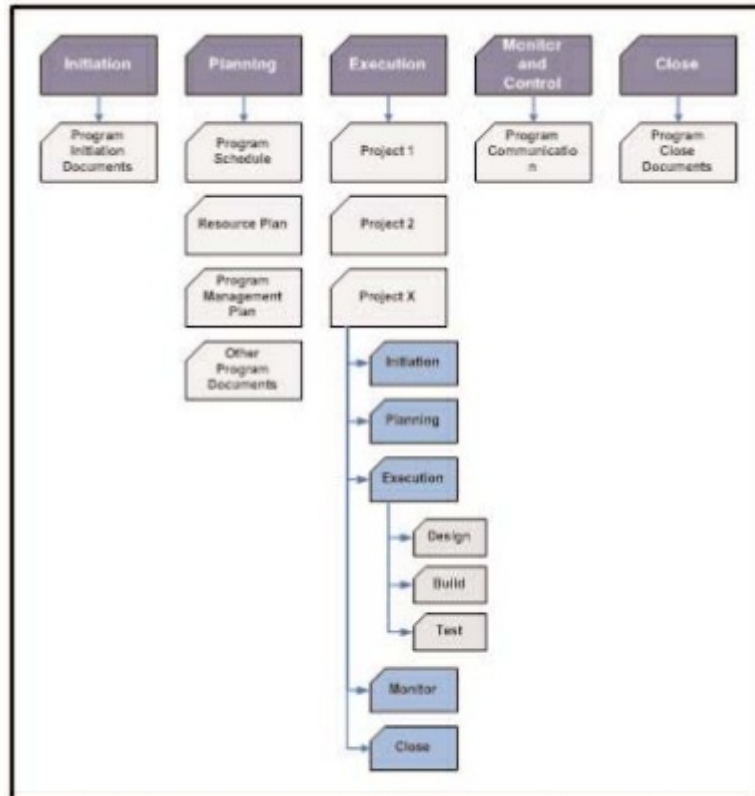 Initiation
Planning
Execution
Monitor
and
Control
Close
Program
Initiation
Documents
Program
Schedule
Project 1
Program
Communicatio
n
Program
Close
Documents
Resource Plan
Project 2
Program
Management
Plan
Project X
Other
Program
Documents
Initiation
Planning
Execution
Design
Build
Test
Monitor
Close